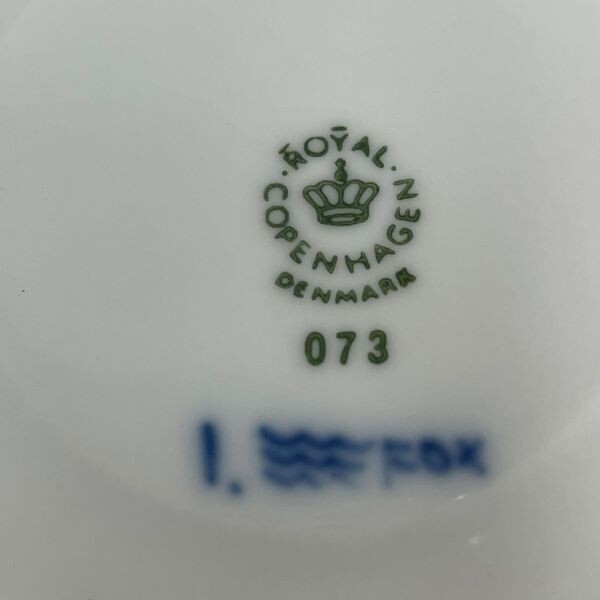 ROYAL
COPENHAGEN
DENMARK
073
1.